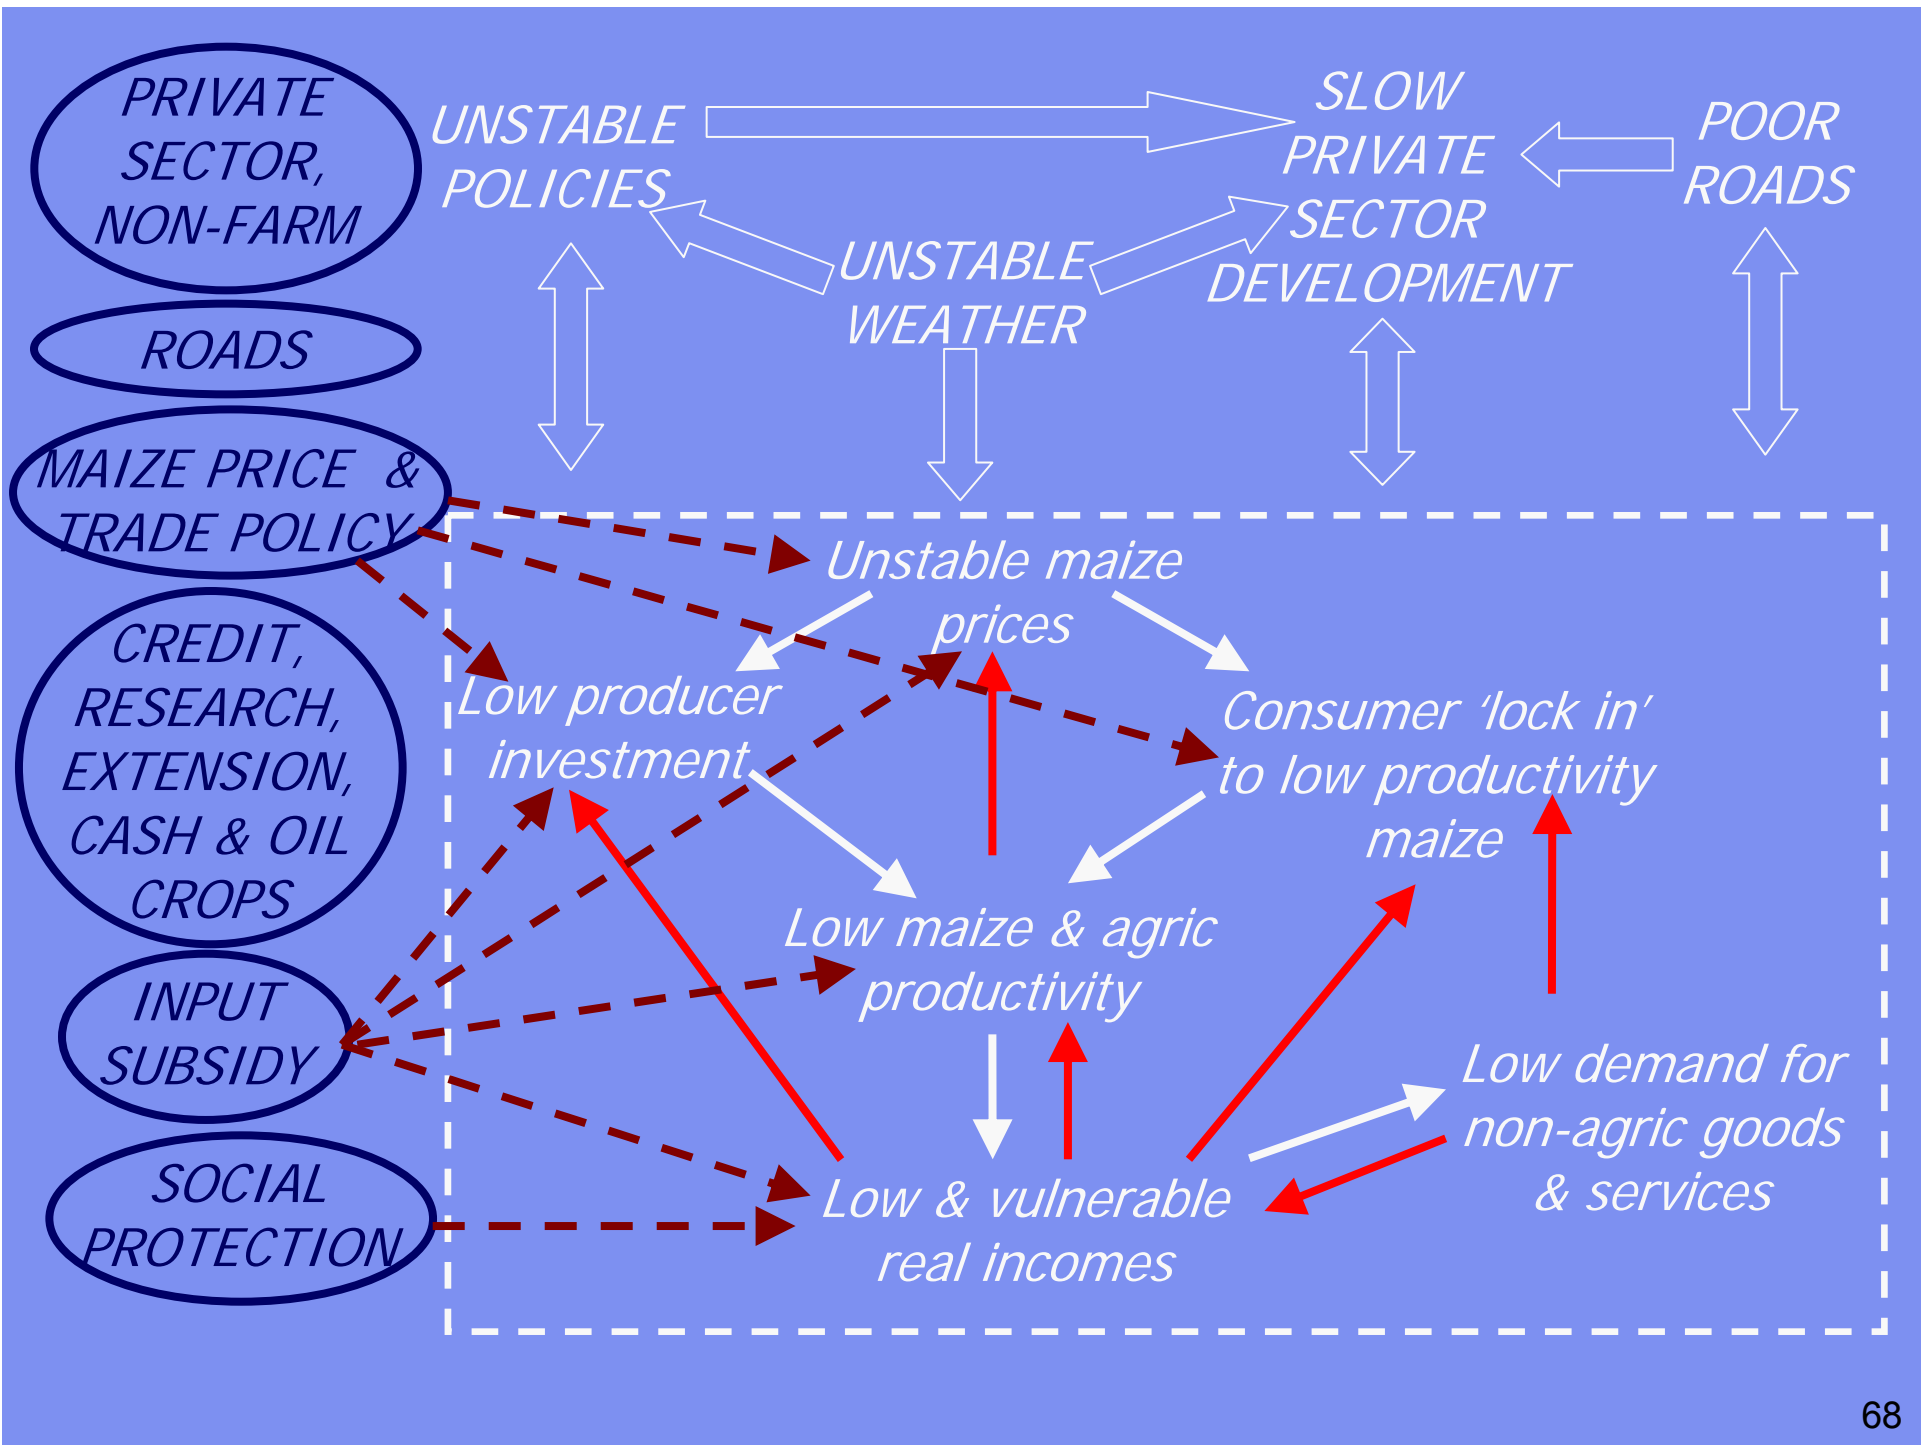 PRIVATE
SECTOR,
NON-FARM
ROADS
MAIZE PRICE &
TRADE POLICY
CREDIT,
RESEARCH,
EXTENSION,
CASH & OIL
CROPS
INPUT
SUBSIDY
SOCIAL
PROTECTION
UNSTABLE
POLICIES
UNSTABLE
WEATHER
SLOW
PRIVATE
SECTOR
DEVELOPMENT
POOR
ROADS
Unstable maize
prices
Low producer
investment
Consumer ‘lock in’
to low productivity
maize
Low maize & agric
productivity
Low demand for
non-agric goods
& services
Low & vulnerable
real incomes
68